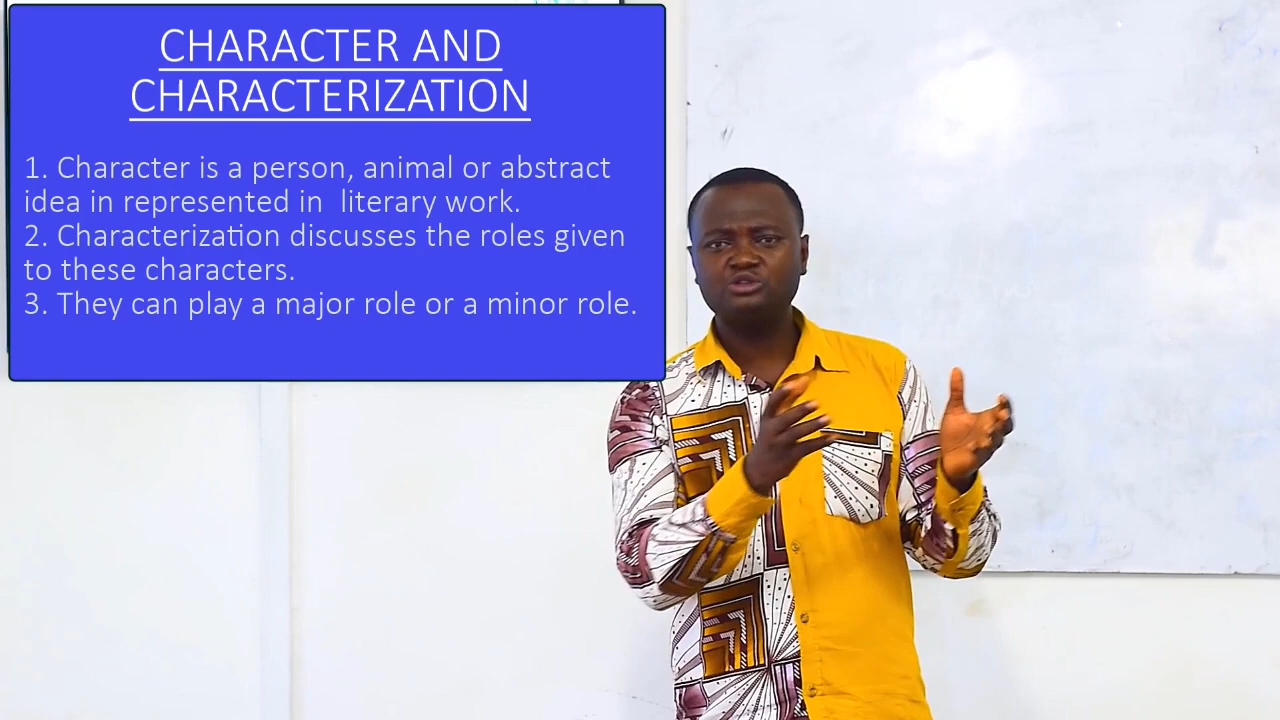 CHARACTER AND
CHARACTERIZATION
1. Character is a person, animal or abstract
idea in represented in literary work.
2. Characterization discusses the roles given
to these characters.
3. They can play a major role or a minor role.